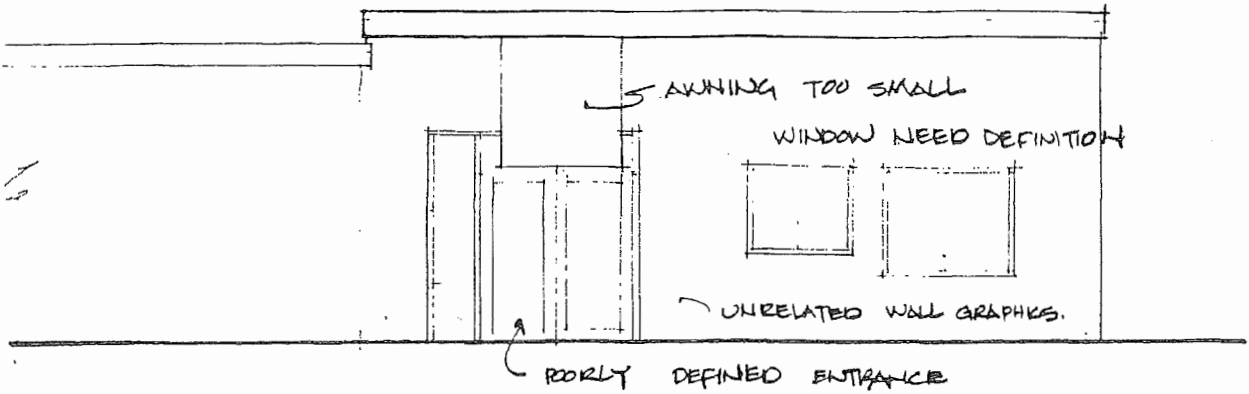 AWNING TOO SMALL
WINDOW NEED DEFINITION
UNRELATED WALL GRAPHICS.
POORLY DEFINED ENTRANCE